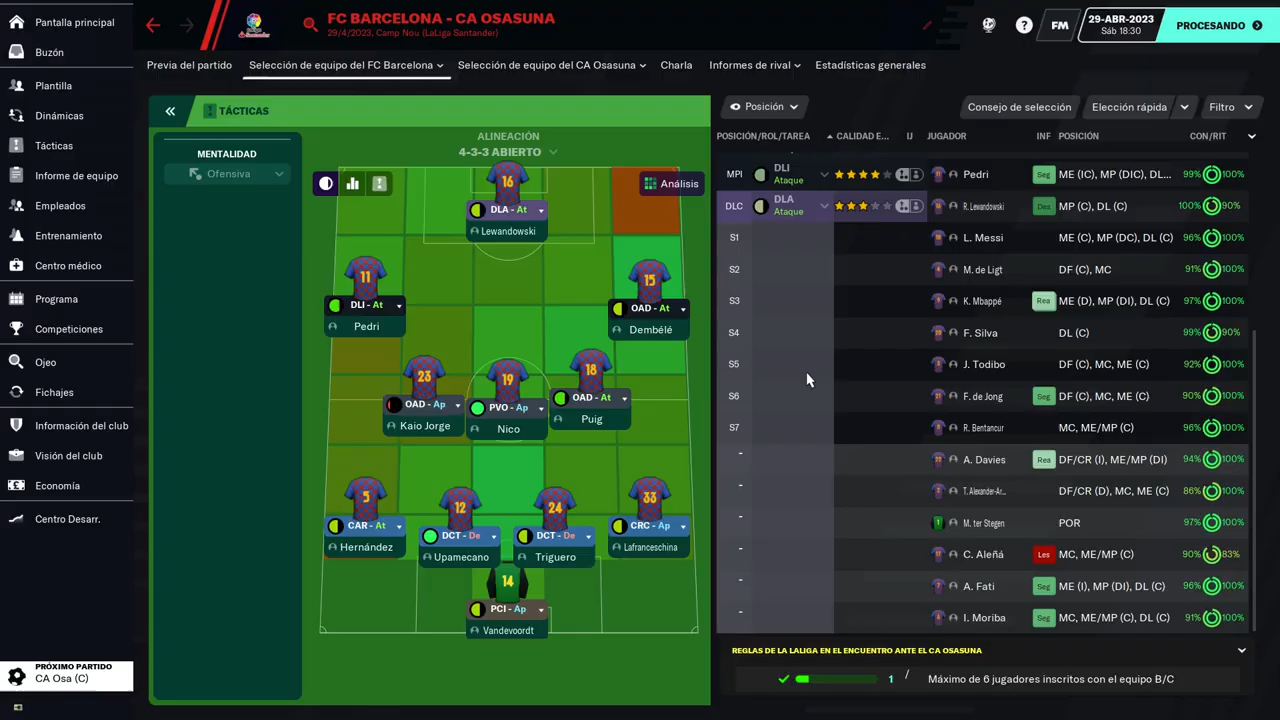 Pantalla principal
Buzón
Plantilla
Dinámicas
Tácticas
Informe de equipo
Empleados
Entrenamiento
Centro médico
Programa
Competiciones
Ojeo
Fichajes
Información del club
Visión del club
Economía
Centro Desarr.
PRÓXIMO PARTIDO
CA Osa (C)
FC BARCELONA - CA OSASUNA
29/4/2023, Camp Nou (LaLiga Santander)
FM
29-ABR-2023
Sáb 18:30
PROCESANDO
Previa del partido
Selección de equipo del FC Barcelona
Selección de equipo del CA Osasuna
Charla
Informes de rival
Estadísticas generales
TÁCTICAS
MENTALIDAD
Ofensiva
ALINEACIÓN
4-3-3 ABIERTO
Análisis
16
DLA - At
Lewandowski
11
DLI - At
Pedri
15
OAD - At
Dembélé
23
OAD - Ap
Kaio Jorge
19
PVO - Ap
Nico
18
OAD - At
Puig
5
CAR - At
Hernández
12
DCT - De
Upamecano
24
DCT - De
Triguero
33
CRC - Ap
Lafranceschina
14
PCI - Ap
Vandevoordt
Posición
Consejo de selección
Elección rápida
Filtro
POSICIÓN/ROL/TAREA CALIDAD E... IJ JUGADOR INF POSICIÓN CON/RIT
MPI DLI Ataque Pedri Seg ME (IC), MP (DIC), DL... 99% 100%
DLC DLA Ataque R. Lewandowski Des MP (C), DL (C) 100% 90%
S1 L. Messi ME (C), MP (DC), DL (C) 96% 100%
S2 M. de Ligt DF (C), MC 91% 100%
S3 K. Mbappé Rea ME (D), MP (DI), DL (C) 97% 100%
S4 F. Silva DL (C) 99% 90%
S5 J. Todibo DF (C), MC, ME (C) 92% 100%
S6 F. de Jong Seg DF (C), MC, ME (C) 90% 100%
S7 R. Bentancur MC, ME/MP (C) 96% 100%
- A. Davies Rea DF/CR (I), ME/MP (DI) 94% 100%
- T. Alexander-Ar... DF/CR (D), MC, ME (C) 86% 100%
- M. ter Stegen POR 97% 100%
- C. Aleñá Les MC, ME/MP (C) 90% 83%
- A. Fati Seg ME (I), MP (DI), DL (C) 96% 100%
- I. Moriba Seg MC, ME/MP (C), DL (C) 91% 100%
REGLAS DE LA LALIGA EN EL ENCUENTRO ANTE EL CA OSASUNA
1 / Máximo de 6 jugadores inscritos con el equipo B/C